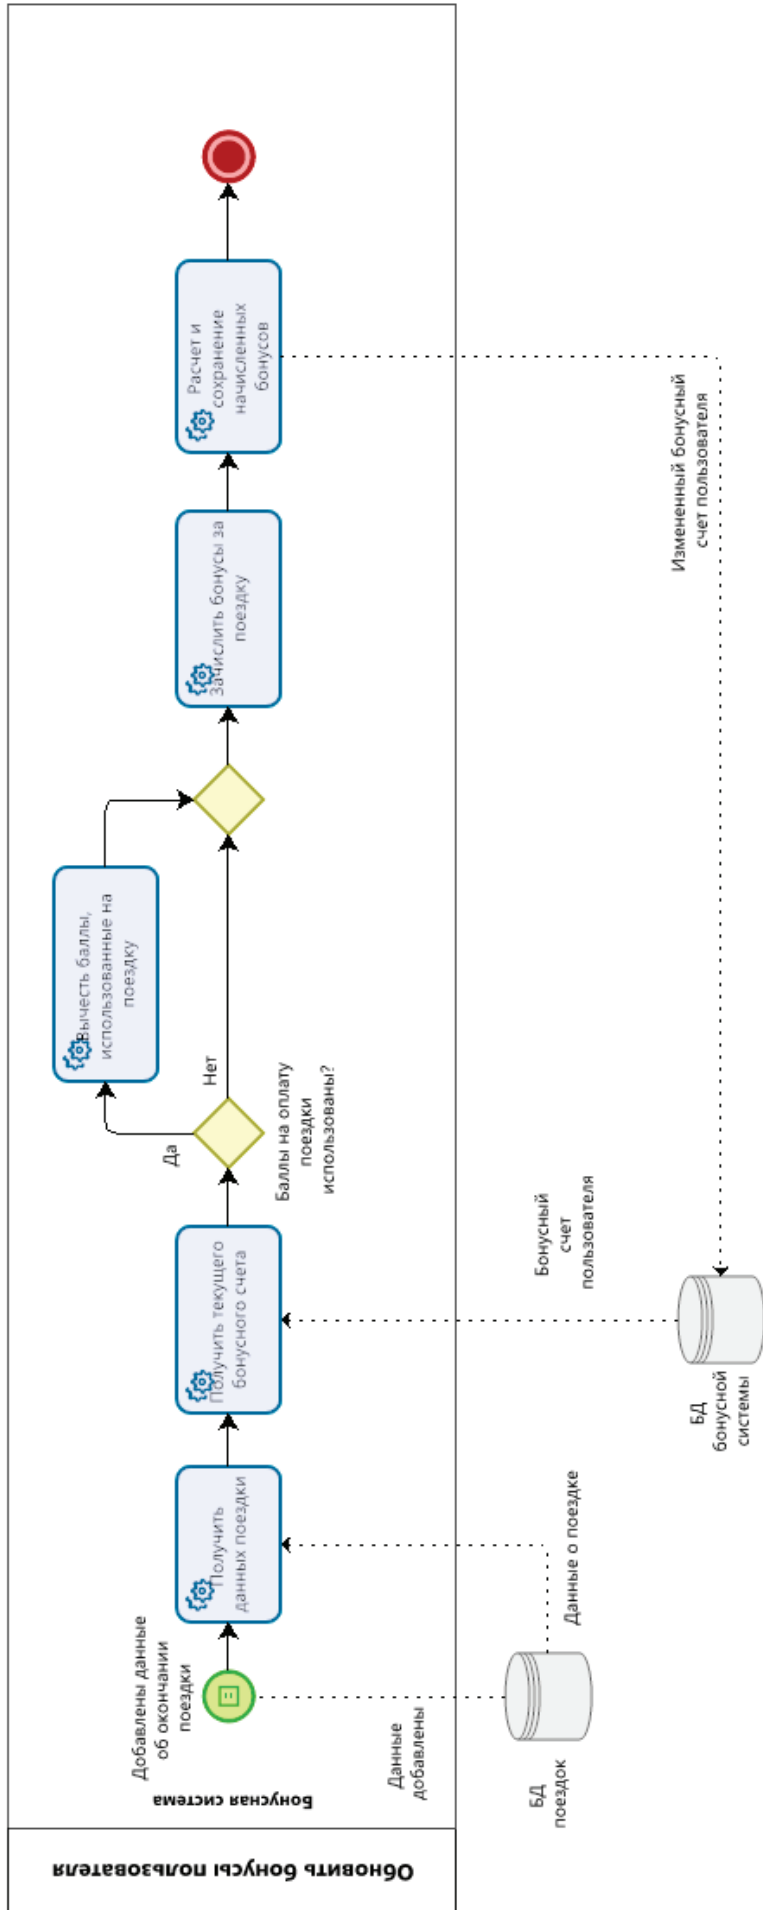 Обновить бонусы пользователя
Бонусная система
Добавлены данные
об окончании
поездки
Данные
добавлены
БД
поездок
Получить
данных поездки
Данные о поездке
Получить текущего
бонусного счета
БД
бонусной
системы
Бонусный
счет
пользователя
Баллы на оплату
поездки
использованы?
Да
Нет
Вычесть баллы,
использованные на
поездку
Зачислить бонусы за
поездку
Расчет и
сохранение
начисленных
бонусов
Измененный бонусный
счет пользователя